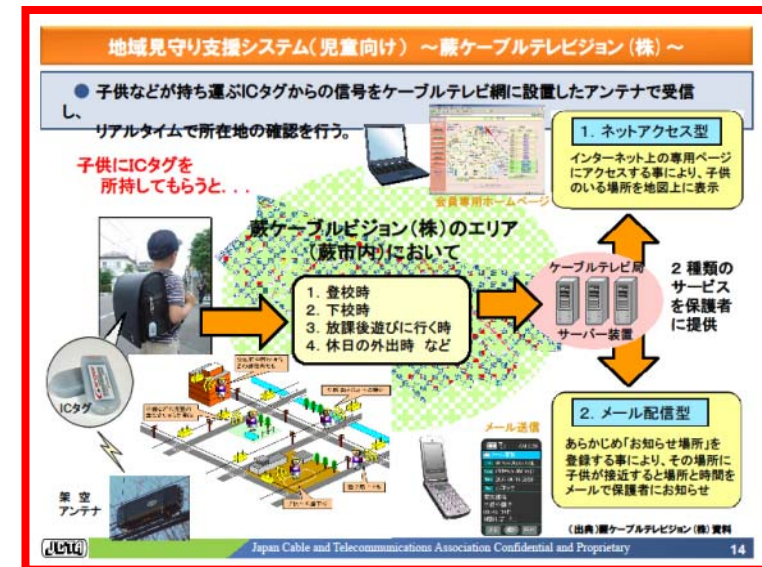 地域見守り支援システム(児童向け) ～蕨ケーブルテレビジョン(株)～
● 子供などが持ち運ぶICタグからの信号をケーブルテレビ網に設置したアンテナで受信
し、
リアルタイムで所在地の確認を行う。
子供にICタグを
所持してもらうと...
会員専用ホームページ
1. ネットアクセス型
インターネット上の専用ページ
にアクセスする事により、子供
のいる場所を地図上に表示
蕨ケーブルビジョン(株)のエリア
(蕨市内)において
1. 登校時
2. 下校時
3. 放課後遊びに行く時
4. 休日の外出時 など
ケーブルテレビ局
サーバー装置
2種類の
サービス
を保護者
に提供
ICタグ
架空
アンテナ
メール送信
2. メール配信型
あらかじめ「お知らせ場所」を
登録する事により、その場所に
子供が接近すると場所と時間を
メールで保護者にお知らせ
(出典)蕨ケーブルテレビジョン(株)資料
JCTA
Japan Cable and Telecommunications Association Confidential and Proprietary
14